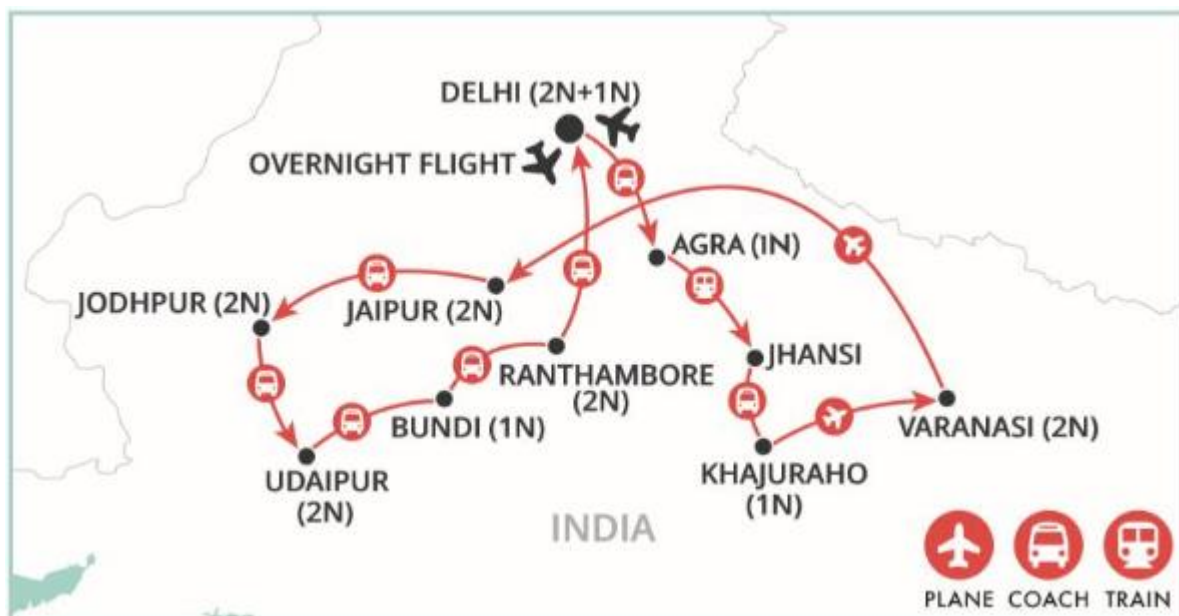 DELHI (2N+1N)
OVERNIGHT FLIGHT
AGRA (1N)
JODHPUR (2N)
JAIPUR (2N)
JHANSI
RANTHAMBORE
(2N)
BUNDI (1N)
VARANASI (2N)
UDAIPUR
(2N)
KHAJURAHO
(1N)
INDIA
PLANE COACH TRAIN